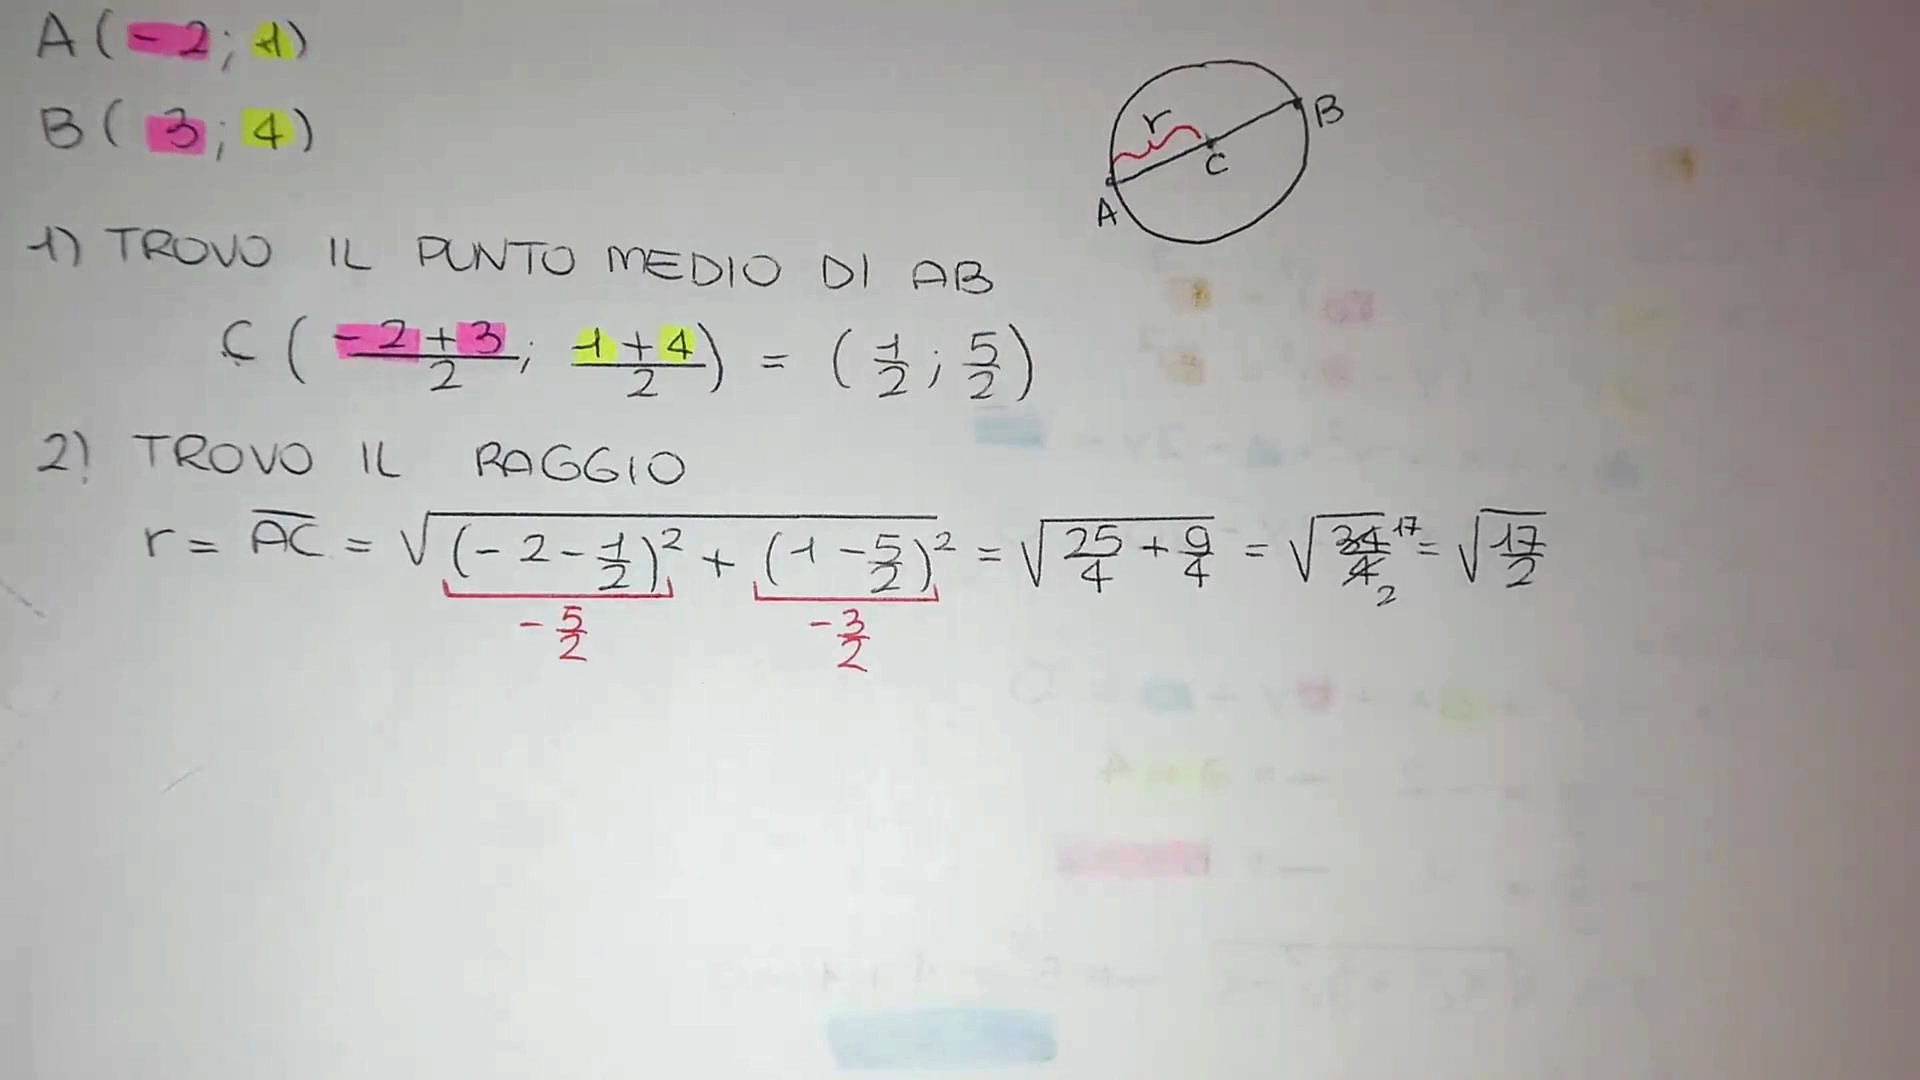 A(-2; 1)
B(3; 4)
r
C
A
B
1) TROVO IL PUNTO MEDIO DI AB
C ( -2+3/2 ; 1+4/2 ) = ( 1/2 ; 5/2 )
2) TROVO IL RAGGIO
r = AC = √(-2-1/2)² + (1-5/2)² = √25/4 + 9/4 = √34/4 17 2 = √17/2
-5/2 -3/2